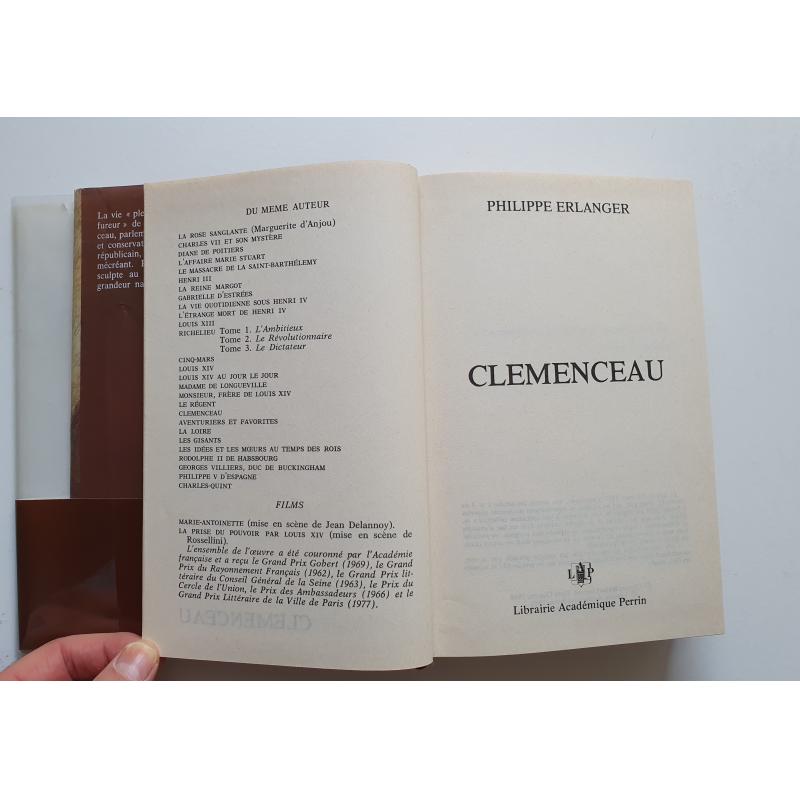 La vie « ple
fureur » de
ceau, parlem
et conservat
républicain,
mécréant.
sculpte au
grandeur na
DU MEME AUTEUR
LA ROSE SANGLANTE (Marguerite d'Anjou)
CHARLES VII ET SON MYSTÈRE
DIANE DE POITIERS
L'AFFAIRE MARIE STUART
LE MASSACRE DE LA SAINT-BARTHÉLEMY
HENRI III
LA REINE MARGOT
GABRIELLE D'ESTRÉES
LA VIE QUOTIDIENNE SOUS HENRI IV
L'ÉTRANGE MORT DE HENRI IV
LOUIS XIII
RICHELIEU Tome 1. L'Ambitieux
Tome 2. Le Révolutionnaire
Tome 3. Le Dictateur
CINQ-MARS
LOUIS XIV
LOUIS XIV AU JOUR LE JOUR
MADAME DE LONGUEVILLE
MONSIEUR, FRÈRE DE LOUIS XIV
LE RÉGENT
CLEMENCEAU
AVENTURIERS ET FAVORITES
LA LOIRE
LES GISANTS
LES IDÉES ET LES MŒURS AU TEMPS DES ROIS
RODOLPHE II DE HABSBOURG
GEORGES VILLIERS, DUC DE BUCKINGHAM
PHILIPPE V D'ESPAGNE
CHARLES-QUINT
FILMS
MARIE-ANTOINETTE (mise en scène de Jean Delannoy).
LA PRISE DU POUVOIR PAR LOUIS XIV (mise en scène de
Rossellini).
L'ensemble de l'œuvre a été couronné par l'Académie
française et a reçu le Grand Prix Gobert (1969), le Grand
Prix du Rayonnement Français (1962), le Grand Prix lit-
téraire du Conseil Général de la Seine (1963), le Prix du
Cercle de l'Union, le Prix des Ambassadeurs (1966) et le
Grand Prix Littéraire de la Ville de Paris (1977).
PHILIPPE ERLANGER
CLEMENCEAU
LAP
Librairie Académique Perrin